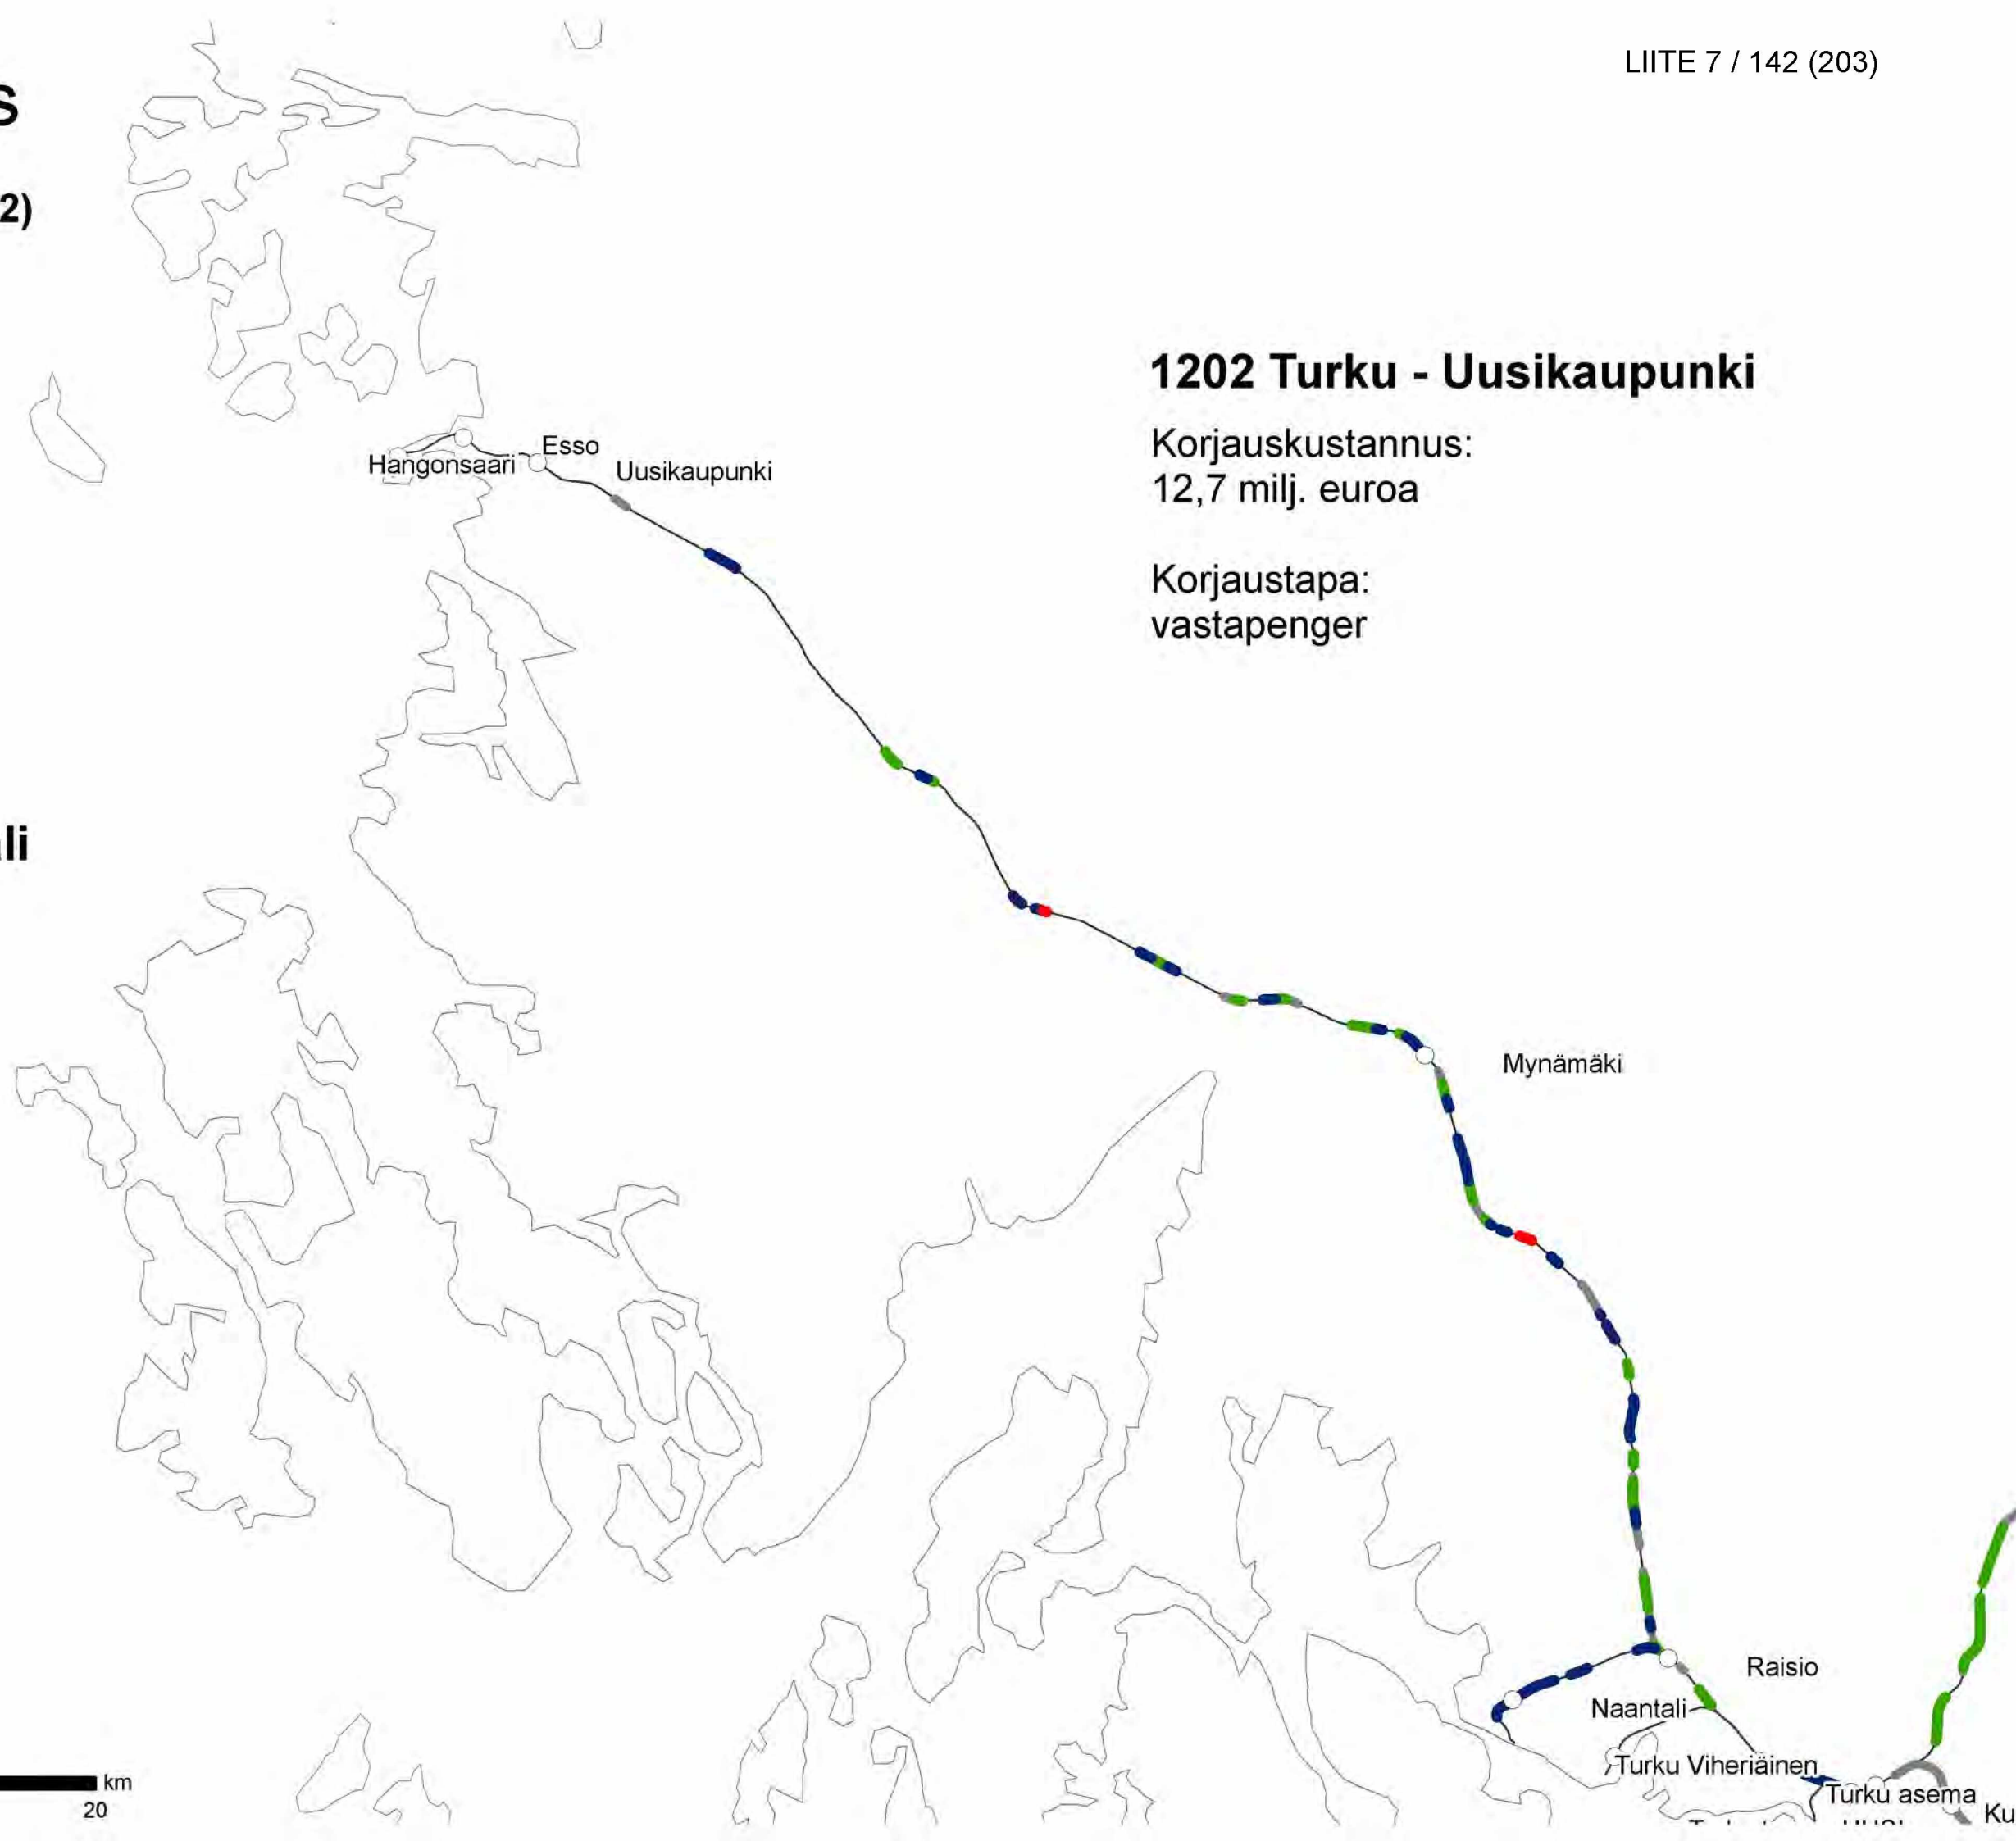 LIITE 7 / 142 (203)
S
2)
1202 Turku - Uusikaupunki
Korjauskustannus:
12,7 milj. euroa
Korjaustapa:
vastapenger
Esso
Hangonsaari
Uusikaupunki
li
Mynämäki
Raisio
Naantali
Turku Viheriäinen
Turku asema
Ku
km
20